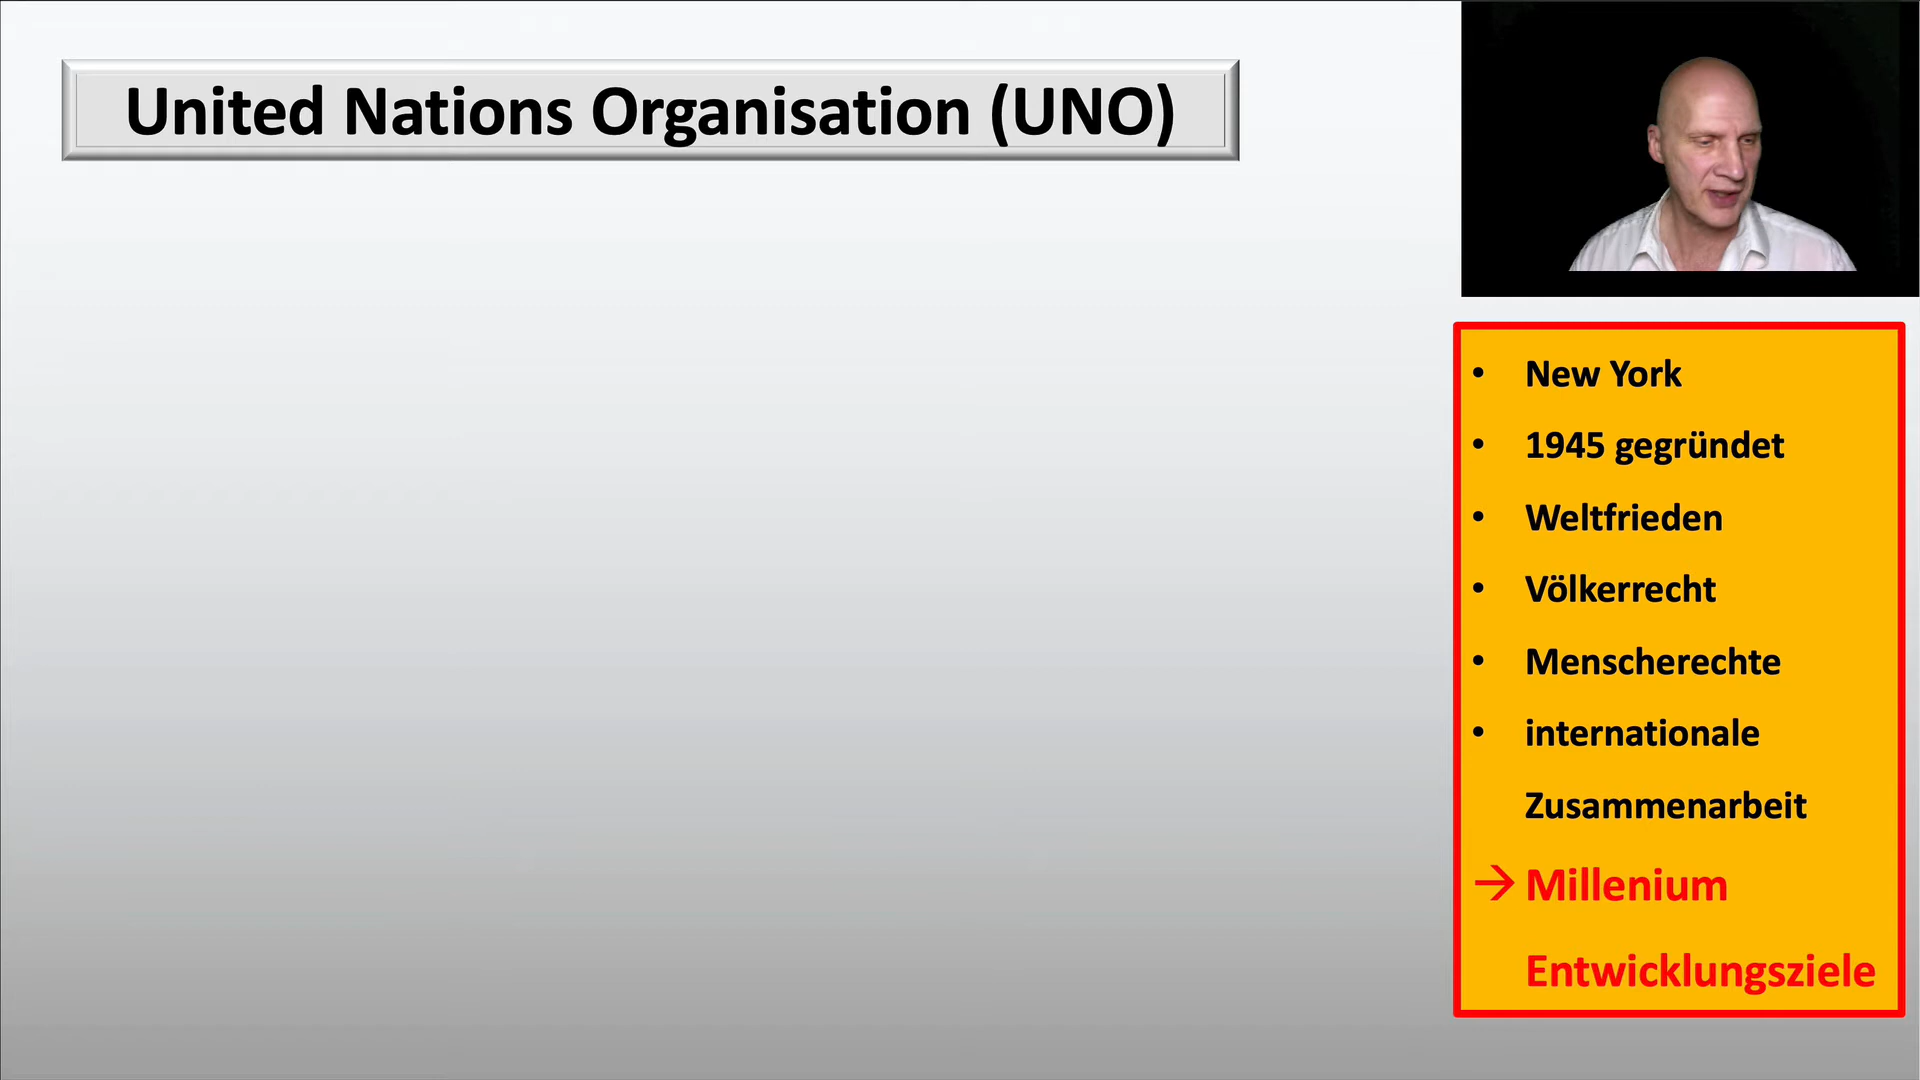 United Nations Organisation (UNO)
• New York
• 1945 gegründet
• Weltfrieden
• Völkerrecht
• Menscherechte
• internationale
Zusammenarbeit
→ Millenium
Entwicklungsziele